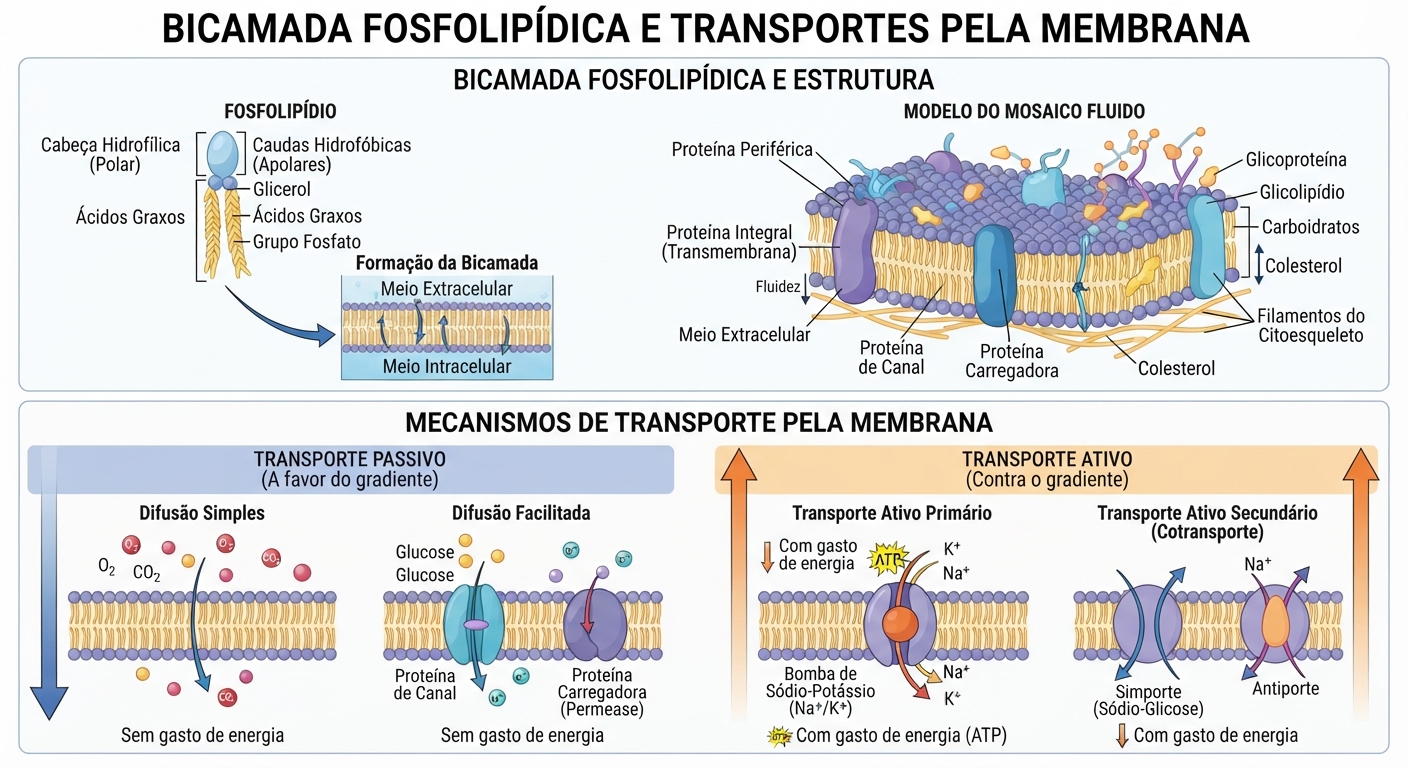 BICAMADA FOSFOLIPÍDICA E TRANSPORTES PELA MEMBRANA
BICAMADA FOSFOLIPÍDICA E ESTRUTURA
FOSFOLIPÍDIO
Cabeça Hidrofílica
(Polar)
Caudas Hidrofóbicas
(Apolares)
Glicerol
Ácidos Graxos
Ácidos Graxos
Grupo Fosfato
Formação da Bicamada
Meio Extracelular
Meio Intracelular
MODELO DO MOSAICO FLUIDO
Proteína Periférica
Proteína Integral
(Transmembrana)
Fluidez
Meio Extracelular
Proteína
de Canal
Proteína
Carregadora
Colesterol
Glicoproteína
Glicolipídio
Carboidratos
Colesterol
Filamentos do
Citoesqueleto
MECANISMOS DE TRANSPORTE PELA MEMBRANA
TRANSPORTE PASSIVO
(A favor do gradiente)
Difusão Simples
O₂
CO₂
O₂
O₂
CO₂
Sem gasto de energia
Difusão Facilitada
Glucose
Glucose
Proteína
de Canal
Proteína
Carregadora
(Permease)
Sem gasto de energia
TRANSPORTE ATIVO
(Contra o gradiente)
Transporte Ativo Primário
Com gasto
de energia
ATP
K⁺
Na⁺
Na⁺
K⁺
Bomba de
Sódio-Potássio
(Na⁺/K⁺)
Com gasto de energia (ATP)
Transporte Ativo Secundário
(Cotransporte)
Na⁺
Simporte
(Sódio-Glicose)
Antiporte
Com gasto de energia